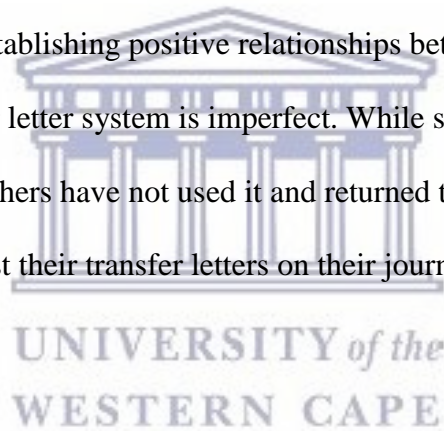 tablishing positive relationships bet
letter system is imperfect. While s
hers have not used it and returned t
st their transfer letters on their journ
UNIVERSITY of the
WESTERN CAPE